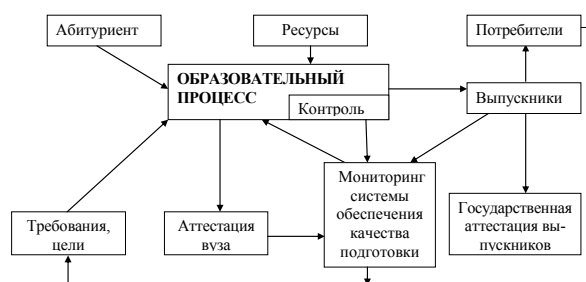 Абитуриент
Ресурсы
Потребители
ОБРАЗОВАТЕЛЬНЫЙ
ПРОЦЕСС
Контроль
Выпускники
Мониторинг
системы
обеспечения
качества
подготовки
Требования,
цели
Аттестация
вуза
Государственная
аттестация вы-
пускников